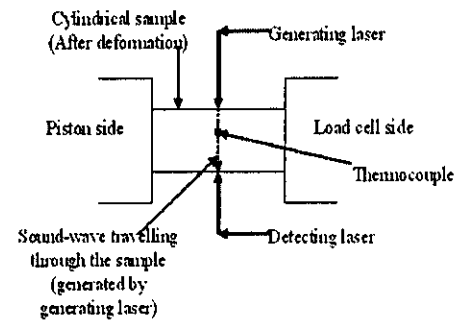 Cylindrical sample
(After deformation)
Generating laser
Piston side
Load cell side
Thermocouple
Sound-wave travelling
through the sample
(generated by
generating laser)
Detecting laser